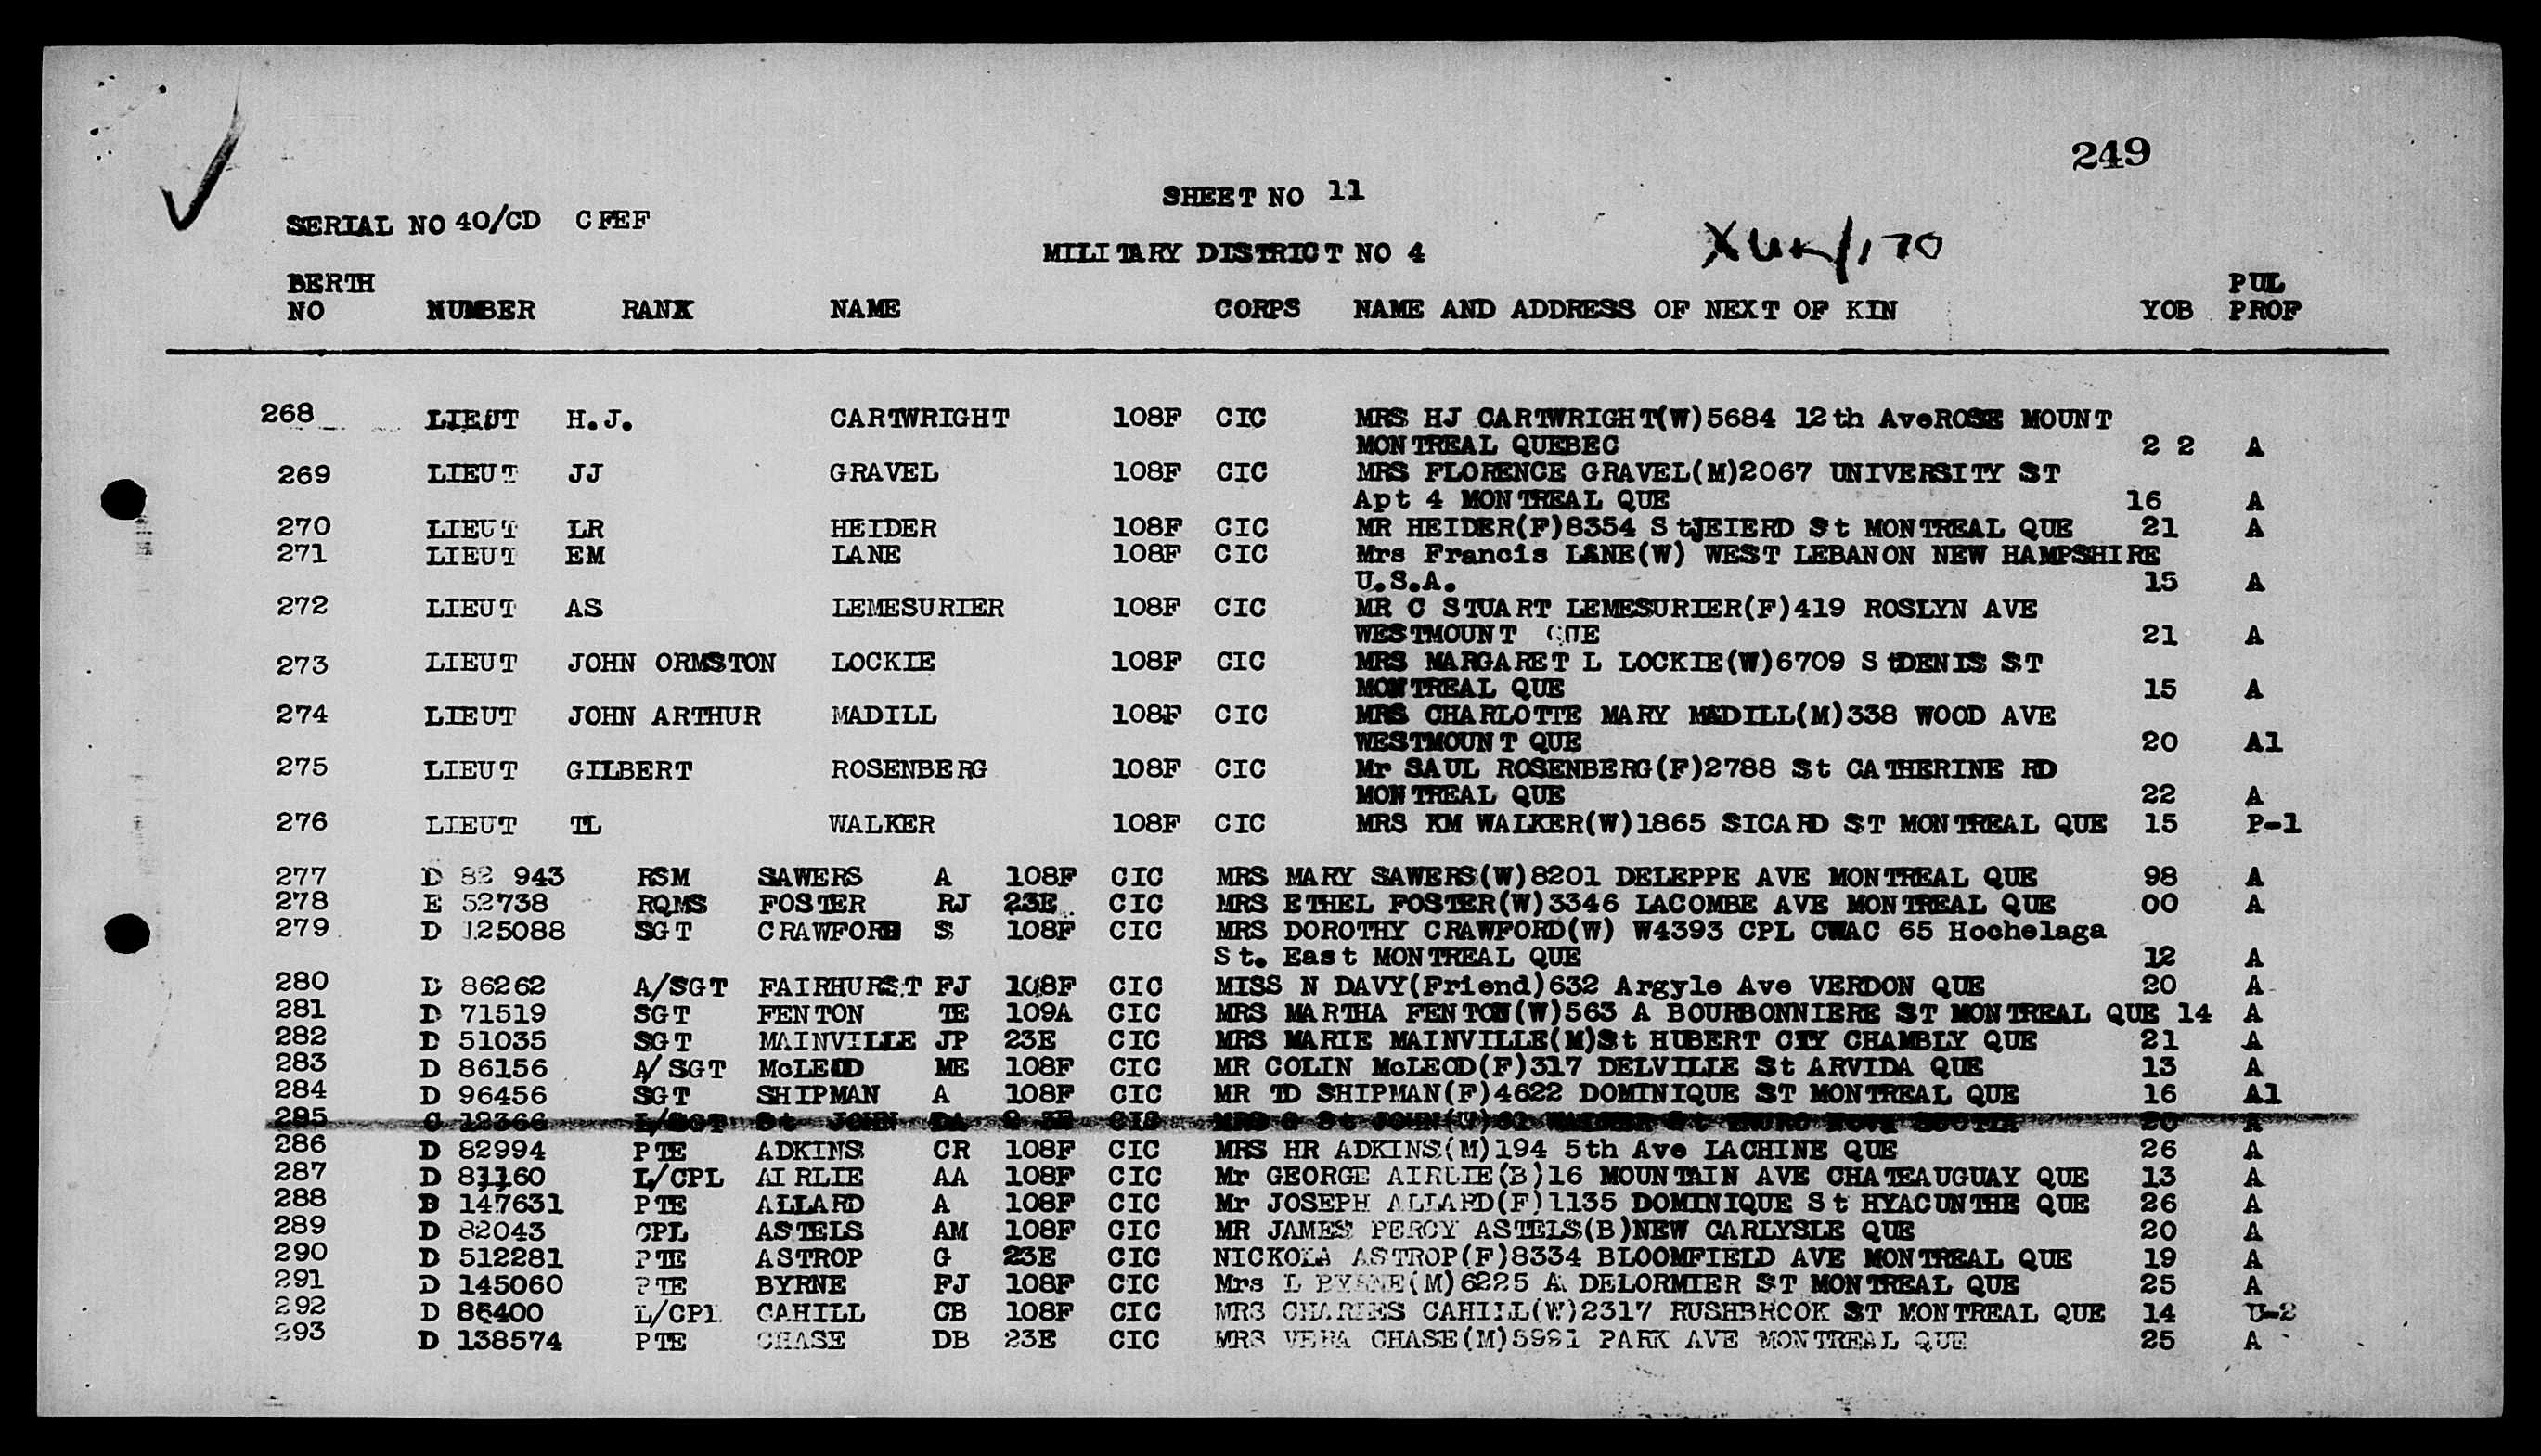 249
SHEET NO 11
SERIAL NO 40/CD CFEF
MILITARY DISTRICT NO 4
BERTH NO NUMBER RANK NAME CORPS NAME AND ADDRESS OF NEXT OF KIN YOB PUL PROF
268 LIEUT H.J. CARTWRIGHT 108F CIC MRS HJ CARTWRIGHT(W)5684 12th AveROSE MOUNT
MONTREAL QUEBEC 2 2 A
269 LIEUT JJ GRAVEL 108F CIC MRS FLORENCE GRAVEL(M)2067 UNIVERSITY ST
Apt 4 MONTREAL QUE 16 A
270 LIEUT LR HEIDER 108F CIC MR HEIDER(F)8354 StJEIERD St MONTREAL QUE 21 A
271 LIEUT EM LANE 108F CIC Mrs Francis LANE(W) WEST LEBANON NEW HAMPSHIRE
U.S.A. 15 A
272 LIEUT AS LEMESURIER 108F CIC MR C STUART LEMESURIER(F)419 ROSLYN AVE
WESTMOUNT QUE 21 A
273 LIEUT JOHN ORMSTON LOCKIE 108F CIC MRS MARGARET L LOCKIE(W)6709 StDENIS ST
MONTREAL QUE 15 A
274 LIEUT JOHN ARTHUR MADILL 108F CIC MRS CHARLOTTE MARY MADILL(M)338 WOOD AVE
WESTMOUNT QUE 20 A1
275 LIEUT GILBERT ROSENBERG 108F CIC Mr SAUL ROSENBERG(F)2788 St CATHERINE RD
MONTREAL QUE 22 A
276 LIEUT TL WALKER 108F CIC MRS KM WALKER(W)1865 SICARD ST MONTREAL QUE 15 P-1
277 D 82 943 RSM SAWERS A 108F CIC MRS MARY SAWERS(W)8201 DELEPPE AVE MONTREAL QUE 98 A
278 E 52738 RQMS FOSTER RJ 23E CIC MRS ETHEL FOSTER(W)3346 LACOMBE AVE MONTREAL QUE 00 A
279 D 125088 SGT CRAWFORD S 108F CIC MRS DOROTHY CRAWFORD(W) W4393 CPL CWAC 65 Hochelaga
St. East MONTREAL QUE 12 A
280 D 86262 A/SGT FAIRHURST FJ 108F CIC MISS N DAVY(Friend)632 Argyle Ave VERDON QUE 20 A
281 D 71519 SGT FENTON TE 109A CIC MRS MARTHA FENTON(W)563 A BOURBONNIERE ST MONTREAL QUE 14 A
282 D 51035 SGT MAINVILLE JP 23E CIC MRS MARIE MAINVILLE(M)St HUBERT CTY CHAMBLY QUE 21 A
283 D 86156 A/SGT McLEOD ME 108F CIC MR COLIN McLEOD(F)317 DELVILLE St ARVIDA QUE 13 A
284 D 96456 SGT SHIPMAN A 108F CIC MR TD SHIPMAN(F)4622 DOMINIQUE ST MONTREAL QUE 16 A1
285 L/SGT St JOHN CIC St JOHN 20 A
286 D 82994 PTE ADKINS CR 108F CIC MRS HR ADKINS(M)194 5th Ave LACHINE QUE 26 A
287 D 81160 L/CPL AIRLIE AA 108F CIC Mr GEORGE AIRLIE(B)16 MOUNTAIN AVE CHATEAUGUAY QUE 13 A
288 D 147631 PTE ALLARD A 108F CIC Mr JOSEPH ALLARD(F)1135 DOMINIQUE St HYACUNTHE QUE 26 A
289 D 82043 CPL ASTELS AM 108F CIC MR JAMES PERCY ASTELS(B)NEW CARLYSLE QUE 20 A
290 D 512281 PTE ASTROP G 23E CIC NICKOLA ASTROP(F)8334 BLOOMFIELD AVE MONTREAL QUE 19 A
291 D 145060 PTE BYRNE FJ 108F CIC Mrs L BYRNE(M)6225 A DELORMIER ST MONTREAL QUE 25 A
292 D 86400 L/CPL CAHILL CB 108F CIC MRS CHARLES CAHILL(W)2317 RUSHBROOK ST MONTREAL QUE 14 U-2
293 D 138574 PTE CHASE DB 23E CIC MRS VERA CHASE(M)5991 PARK AVE MONTREAL QUE 25 A